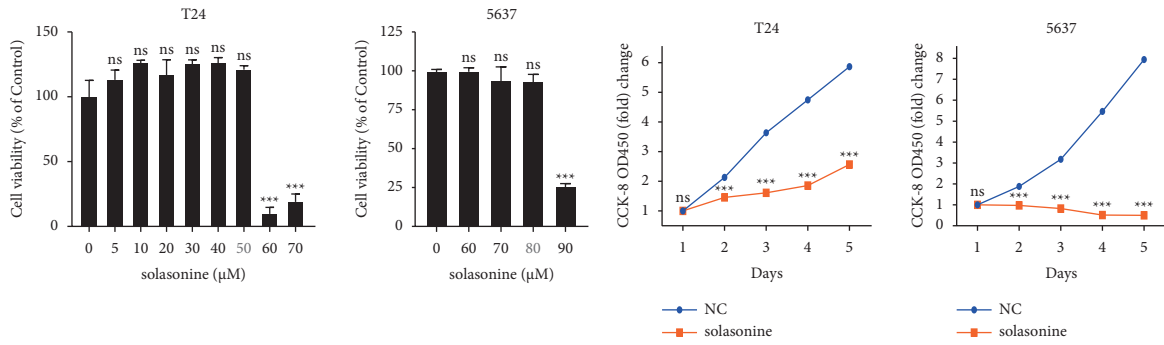 T24
Cell viability (% of Control)
150
100
50
0
ns
ns
ns
ns
ns
ns
***
***
0 5 10 20 30 40 50 60 70
solasonine (μM)
5637
Cell viability (% of Control)
125
100
75
50
25
0
ns
ns
ns
***
0 60 70 80 90
solasonine (μM)
T24
CCK-8 OD450 (fold) change
6
5
4
3
2
1
ns
***
***
***
***
1 2 3 4 5
Days
NC
solasonine
5637
CCK-8 OD450 (fold) change
8
7
6
5
4
3
2
1
0
ns
***
***
***
***
1 2 3 4 5
Days
NC
solasonine